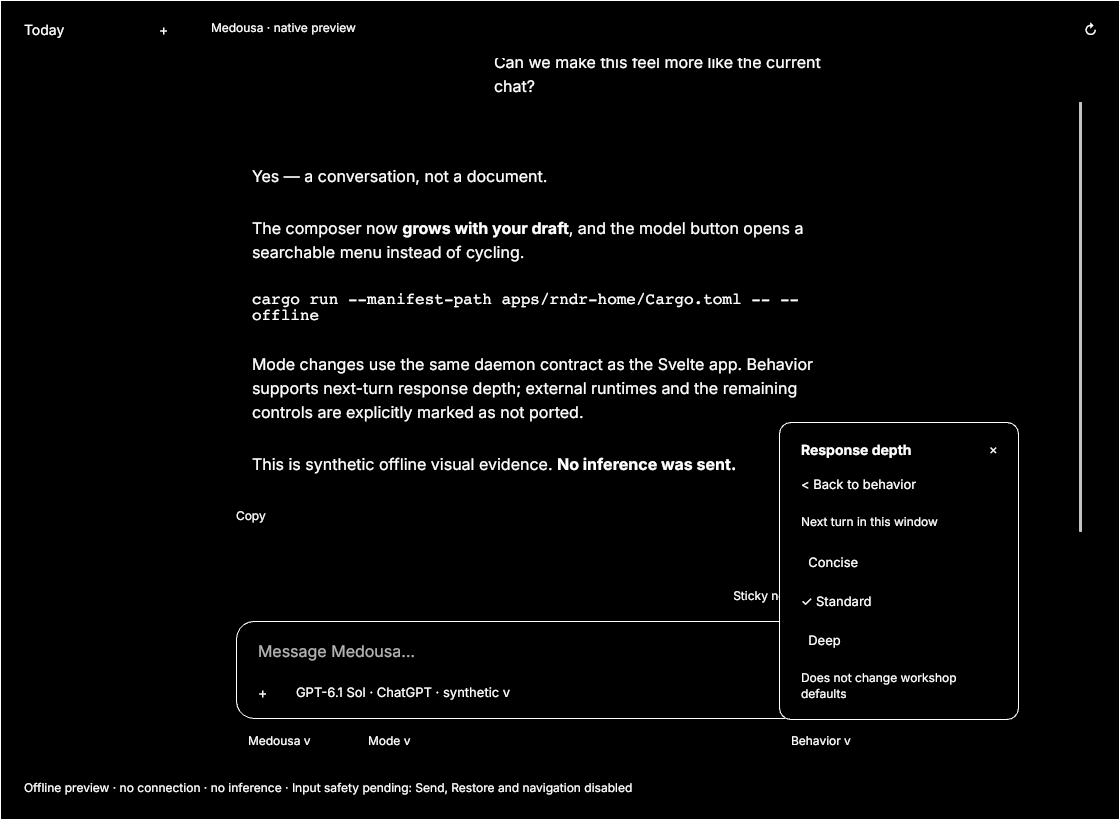 Today
+
Medousa · native preview
Can we make this feel more like the current
chat?
Yes — a conversation, not a document.
The composer now grows with your draft, and the model button opens a
searchable menu instead of cycling.
cargo run --manifest-path apps/rndr-home/Cargo.toml -- --
offline
Mode changes use the same daemon contract as the Svelte app. Behavior
supports next-turn response depth; external runtimes and the remaining
controls are explicitly marked as not ported.
This is synthetic offline visual evidence. No inference was sent.
Copy
Sticky
Response depth ×
< Back to behavior
Next turn in this window
Concise
✓ Standard
Deep
Does not change workshop
defaults
Message Medousa...
+ GPT-6.1 Sol · ChatGPT · synthetic v
Medousa v
Mode v
Behavior v
Offline preview · no connection · no inference · Input safety pending: Send, Restore and navigation disabled